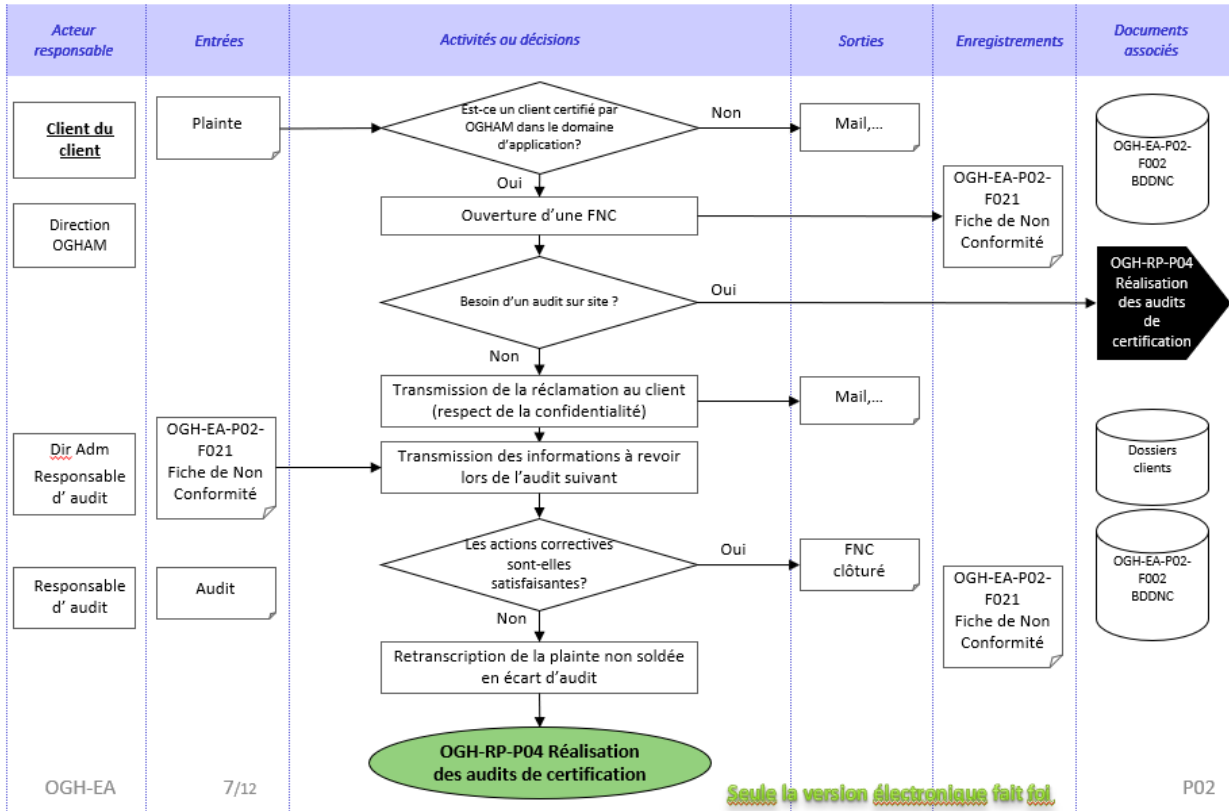 Acteur
responsable
Entrées
Activités ou décisions
Sorties
Enregistrements
Documents
associés
Client du
client
Plainte
Est-ce un client certifié par
OGHAM dans le domaine
d'application?
Non
Mail,...
OGH-EA-P02-
F002
BDDNC
Oui
Direction
OGHAM
Ouverture d'une FNC
OGH-EA-P02-
F021
Fiche de Non
Conformité
Besoin d'un audit sur site ?
Oui
OGH-RP-P04
Réalisation
des audits
de
certification
Non
Transmission de la réclamation au client
(respect de la confidentialité)
Mail,...
Dir Adm
Responsable
d' audit
OGH-EA-P02-
F021
Fiche de Non
Conformité
Transmission des informations à revoir
lors de l'audit suivant
Dossiers
clients
Les actions correctives
sont-elles
satisfaisantes?
Oui
FNC
clôturé
OGH-EA-P02-
F002
BDDNC
Responsable
d' audit
Audit
OGH-EA-P02-
F021
Fiche de Non
Conformité
Non
Retranscription de la plainte non soldée
en écart d'audit
OGH-RP-P04 Réalisation
des audits de certification
OGH-EA
7/12
Seule la version électronique fait foi.
P02